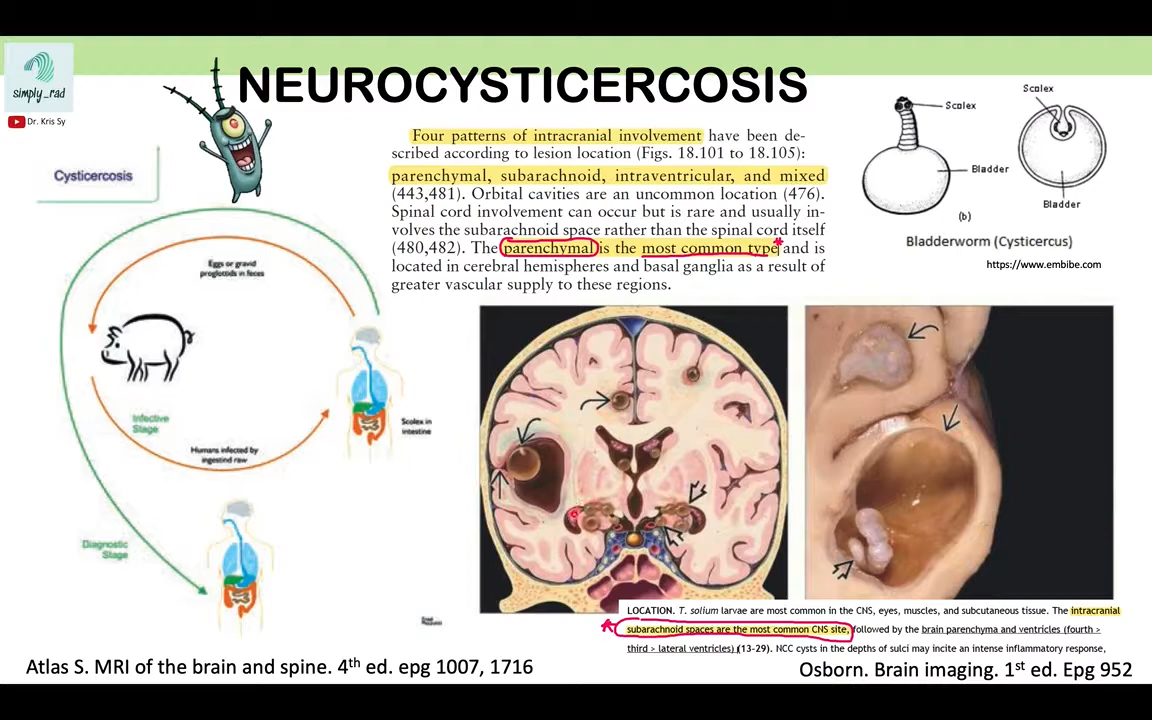 simply_rad
Dr. Kris Sy
NEUROCYSTICERCOSIS
Cysticercosis
Eggs or gravid
proglottids in feces
Infective
Stage
Humans infected by
ingestind raw
Scolex in
intestine
Diagnostic
Stage
Four patterns of intracranial involvement have been de-
scribed according to lesion location (Figs. 18.101 to 18.105):
parenchymal, subarachnoid, intraventricular, and mixed
(443,481). Orbital cavities are an uncommon location (476).
Spinal cord involvement can occur but is rare and usually in-
volves the subarachnoid space rather than the spinal cord itself
(480,482). The parenchymal is the most common type and is
located in cerebral hemispheres and basal ganglia as a result of
greater vascular supply to these regions.
Scolex
Bladder
(b)
Scolex
Bladder
Bladderworm (Cysticercus)
https://www.embibe.com
LOCATION. T. solium larvae are most common in the CNS, eyes, muscles, and subcutaneous tissue. The intracranial
subarachnoid spaces are the most common CNS site, followed by the brain parenchyma and ventricles (fourth >
third > lateral ventricles) (13-29). NCC cysts in the depths of sulci may incite an intense inflammatory response,
Atlas S. MRI of the brain and spine. 4th ed. epg 1007, 1716
Osborn. Brain imaging. 1st ed. Epg 952